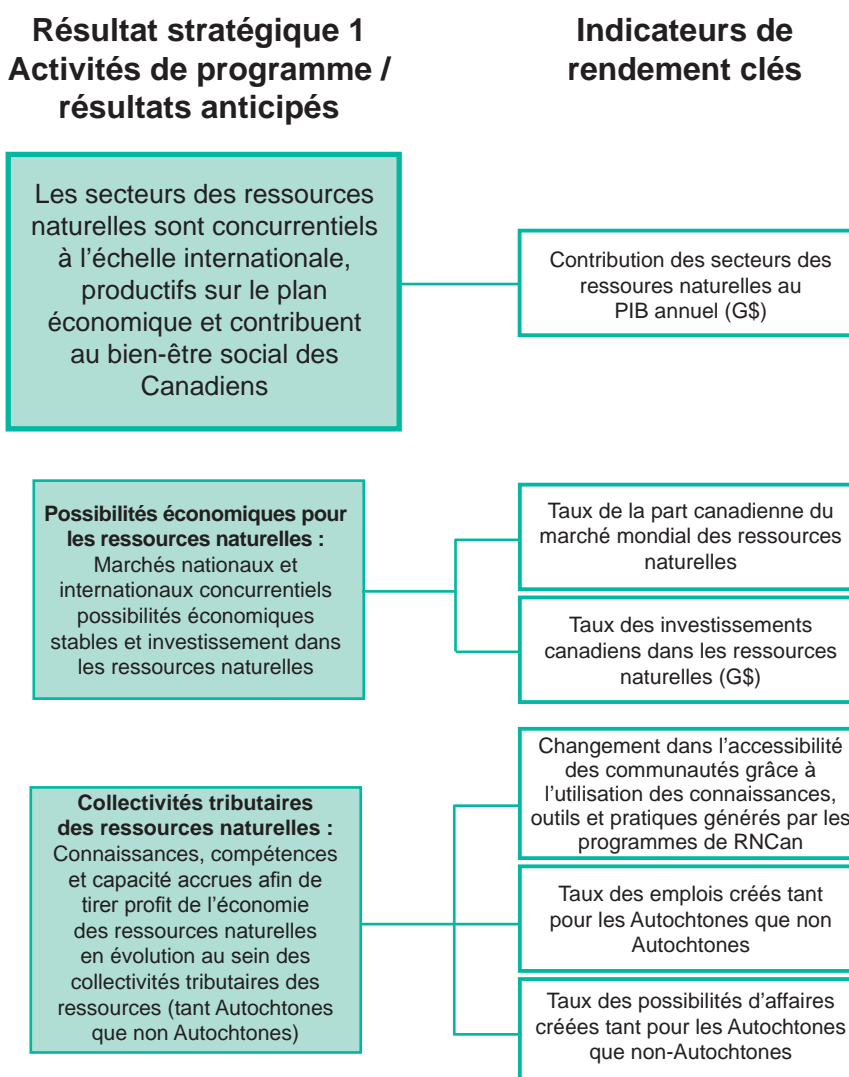 Résultat stratégique 1
Activités de programme /
résultats anticipés
Indicateurs de
rendement clés
Les secteurs des ressources
naturelles sont concurrentiels
à l'échelle internationale,
productifs sur le plan
économique et contribuent
au bien-être social des
Canadiens
Contribution des secteurs des
ressoures naturelles au
PIB annuel (G$)
Possibilités économiques pour
les ressources naturelles :
Marchés nationaux et
internationaux concurrentiels
possibilités économiques
stables et investissement dans
les ressources naturelles
Taux de la part canadienne du
marché mondial des ressources
naturelles
Taux des investissements
canadiens dans les ressources
naturelles (G$)
Collectivités tributaires
des ressources naturelles :
Connaissances, compétences
et capacité accrues afin de
tirer profit de l'économie
des ressources naturelles
en évolution au sein des
collectivités tributaires des
ressources (tant Autochtones
que non Autochtones)
Changement dans l'accessibilité
des communautés grâce à
l'utilisation des connaissances,
outils et pratiques générés par les
programmes de RNCan
Taux des emplois créés tant
pour les Autochtones que non
Autochtones
Taux des possibilités d'affaires
créées tant pour les Autochtones
que non-Autochtones